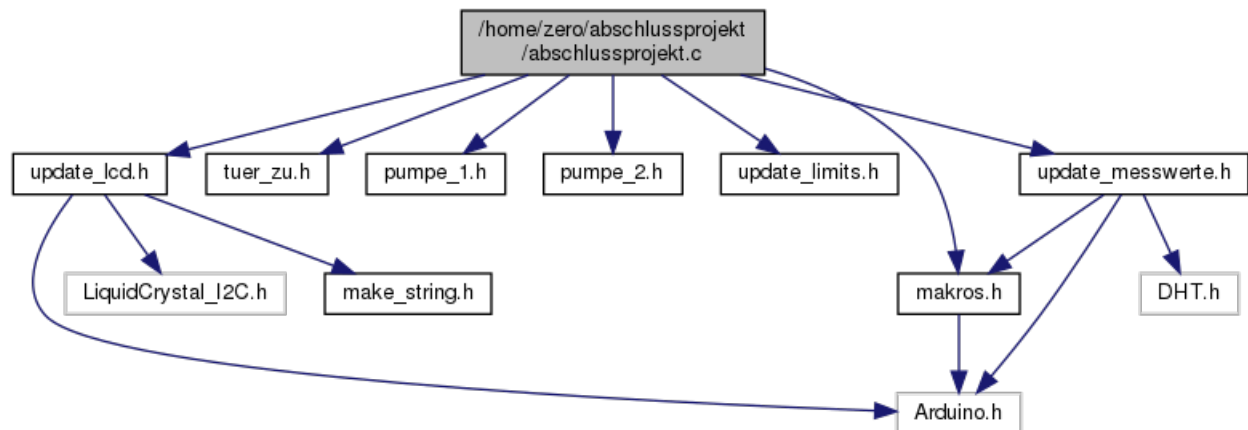 /home/zero/abschlussprojekt
/abschlussprojekt.c
update_lcd.h
tuer_zu.h
pumpe_1.h
pumpe_2.h
update_limits.h
update_messwerte.h
LiquidCrystal_I2C.h
make_string.h
makros.h
DHT.h
Arduino.h